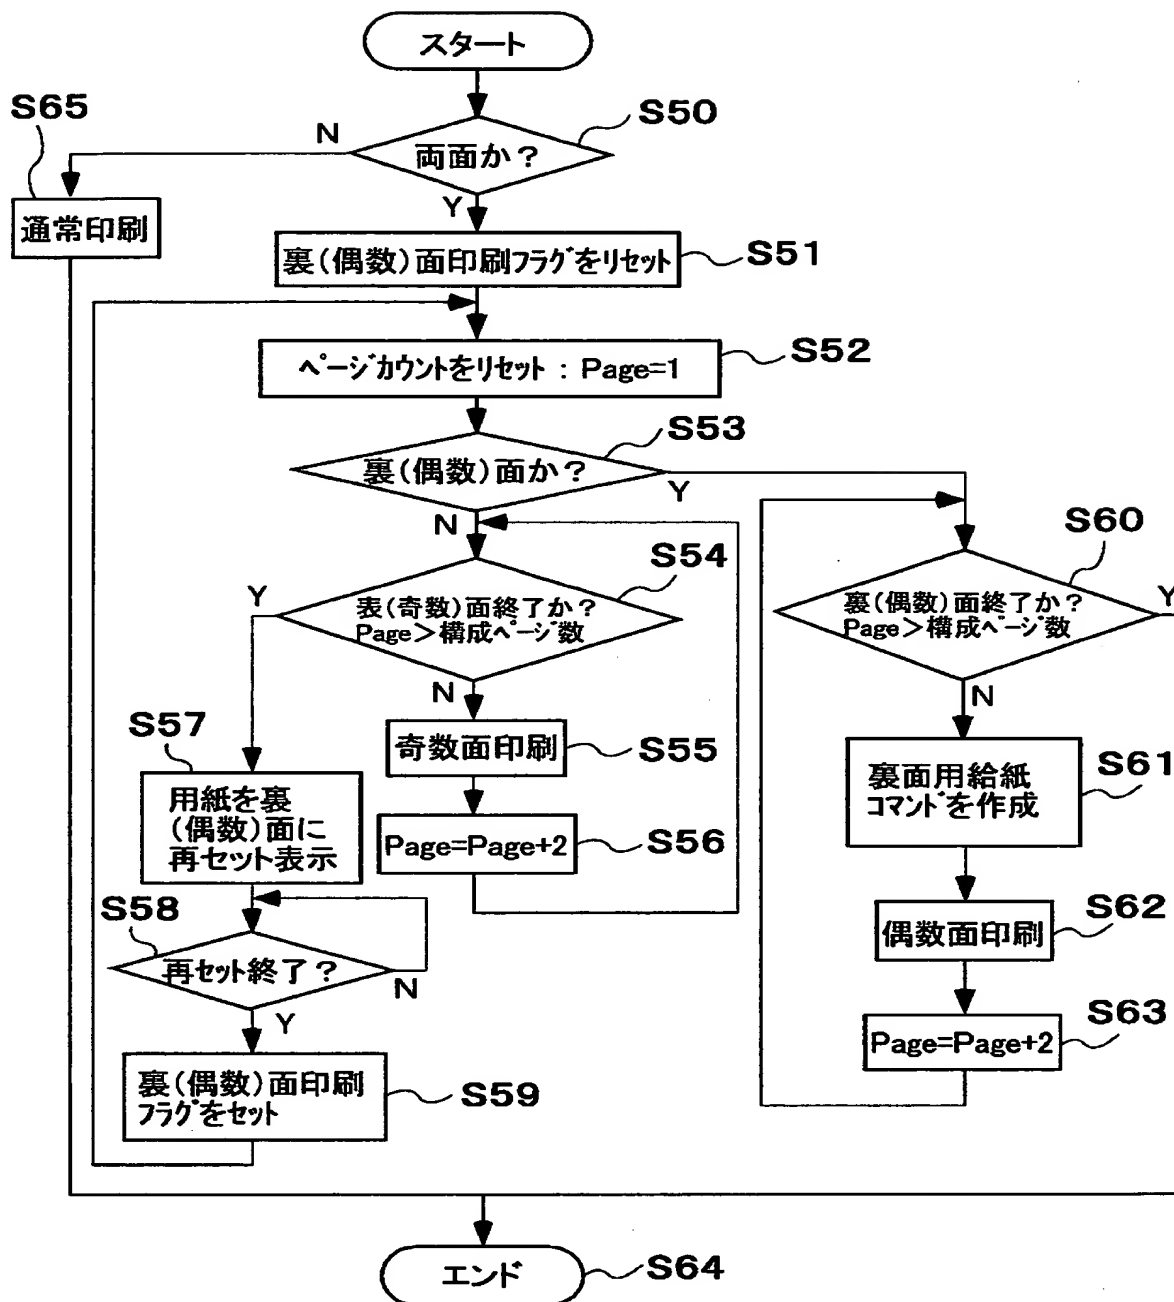 スタート
S65
N
S50
両面か？
Y
通常印刷
裏（偶数）面印刷フラグをリセット
S51
ページカウントをリセット：Page=1
S52
S53
裏（偶数）面か？
Y
N
S54
S60
Y
表（奇数）面終了か？
Page＞構成ページ数
裏（偶数）面終了か？
Page＞構成ページ数
Y
N
N
S57
奇数面印刷
S55
裏面用給紙
コマンドを作成
S61
用紙を裏
（偶数）面に
再セット表示
Page=Page+2
S56
S58
S62
偶数面印刷
再セット終了？
N
Y
S63
Page=Page+2
裏（偶数）面印刷
フラグをセット
S59
エンド
S64